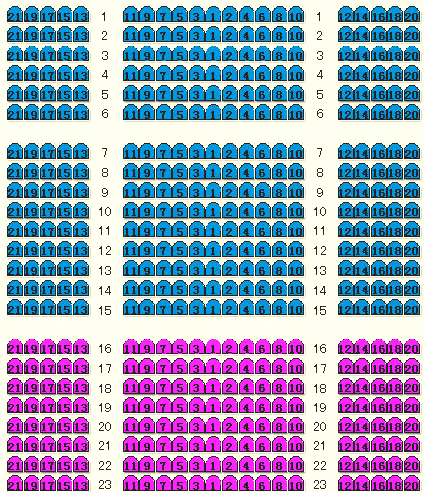 21 19 17 15 13 1 11 9 7 5 3 1 2 4 6 8 10 1 12 14 16 18 20
21 19 17 15 13 2 11 9 7 5 3 1 2 4 6 8 10 2 12 14 16 18 20
21 19 17 15 13 3 11 9 7 5 3 1 2 4 6 8 10 3 12 14 16 18 20
21 19 17 15 13 4 11 9 7 5 3 1 2 4 6 8 10 4 12 14 16 18 20
21 19 17 15 13 5 11 9 7 5 3 1 2 4 6 8 10 5 12 14 16 18 20
21 19 17 15 13 6 11 9 7 5 3 1 2 4 6 8 10 6 12 14 16 18 20
21 19 17 15 13 7 11 9 7 5 3 1 2 4 6 8 10 7 12 14 16 18 20
21 19 17 15 13 8 11 9 7 5 3 1 2 4 6 8 10 8 12 14 16 18 20
21 19 17 15 13 9 11 9 7 5 3 1 2 4 6 8 10 9 12 14 16 18 20
21 19 17 15 13 10 11 9 7 5 3 1 2 4 6 8 10 10 12 14 16 18 20
21 19 17 15 13 11 11 9 7 5 3 1 2 4 6 8 10 11 12 14 16 18 20
21 19 17 15 13 12 11 9 7 5 3 1 2 4 6 8 10 12 12 14 16 18 20
21 19 17 15 13 13 11 9 7 5 3 1 2 4 6 8 10 13 12 14 16 18 20
21 19 17 15 13 14 11 9 7 5 3 1 2 4 6 8 10 14 12 14 16 18 20
21 19 17 15 13 15 11 9 7 5 3 1 2 4 6 8 10 15 12 14 16 18 20
21 19 17 15 13 16 11 9 7 5 3 1 2 4 6 8 10 16 12 14 16 18 20
21 19 17 15 13 17 11 9 7 5 3 1 2 4 6 8 10 17 12 14 16 18 20
21 19 17 15 13 18 11 9 7 5 3 1 2 4 6 8 10 18 12 14 16 18 20
21 19 17 15 13 19 11 9 7 5 3 1 2 4 6 8 10 19 12 14 16 18 20
21 19 17 15 13 20 11 9 7 5 3 1 2 4 6 8 10 20 12 14 16 18 20
21 19 17 15 13 21 11 9 7 5 3 1 2 4 6 8 10 21 12 14 16 18 20
21 19 17 15 13 22 11 9 7 5 3 1 2 4 6 8 10 22 12 14 16 18 20
21 19 17 15 13 23 11 9 7 5 3 1 2 4 6 8 10 23 12 14 16 18 20